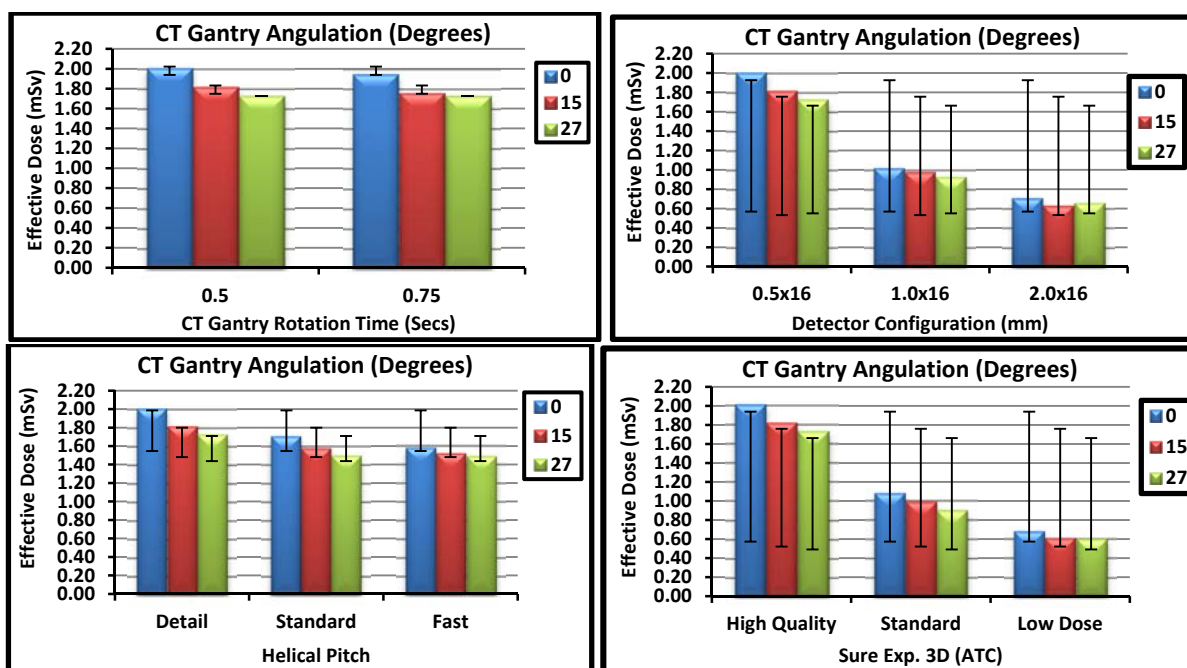 CT Gantry Angulation (Degrees)
Effective Dose (mSv)
2.20
2.00
1.80
1.60
1.40
1.20
1.00
0.80
0.60
0.40
0.20
0.00
0
15
27
0.5
0.75
CT Gantry Rotation Time (Secs)
CT Gantry Angulation (Degrees)
Effective Dose (mSv)
2.20
2.00
1.80
1.60
1.40
1.20
1.00
0.80
0.60
0.40
0.20
0.00
0
15
27
0.5x16
1.0x16
2.0x16
Detector Configuration (mm)
CT Gantry Angulation (Degrees)
Effective Dose (mSv)
2.20
2.00
1.80
1.60
1.40
1.20
1.00
0.80
0.60
0.40
0.20
0.00
0
15
27
Detail
Standard
Fast
Helical Pitch
CT Gantry Angulation (Degrees)
Effective Dose (mSv)
2.20
2.00
1.80
1.60
1.40
1.20
1.00
0.80
0.60
0.40
0.20
0.00
0
15
27
High Quality
Standard
Low Dose
Sure Exp. 3D (ATC)